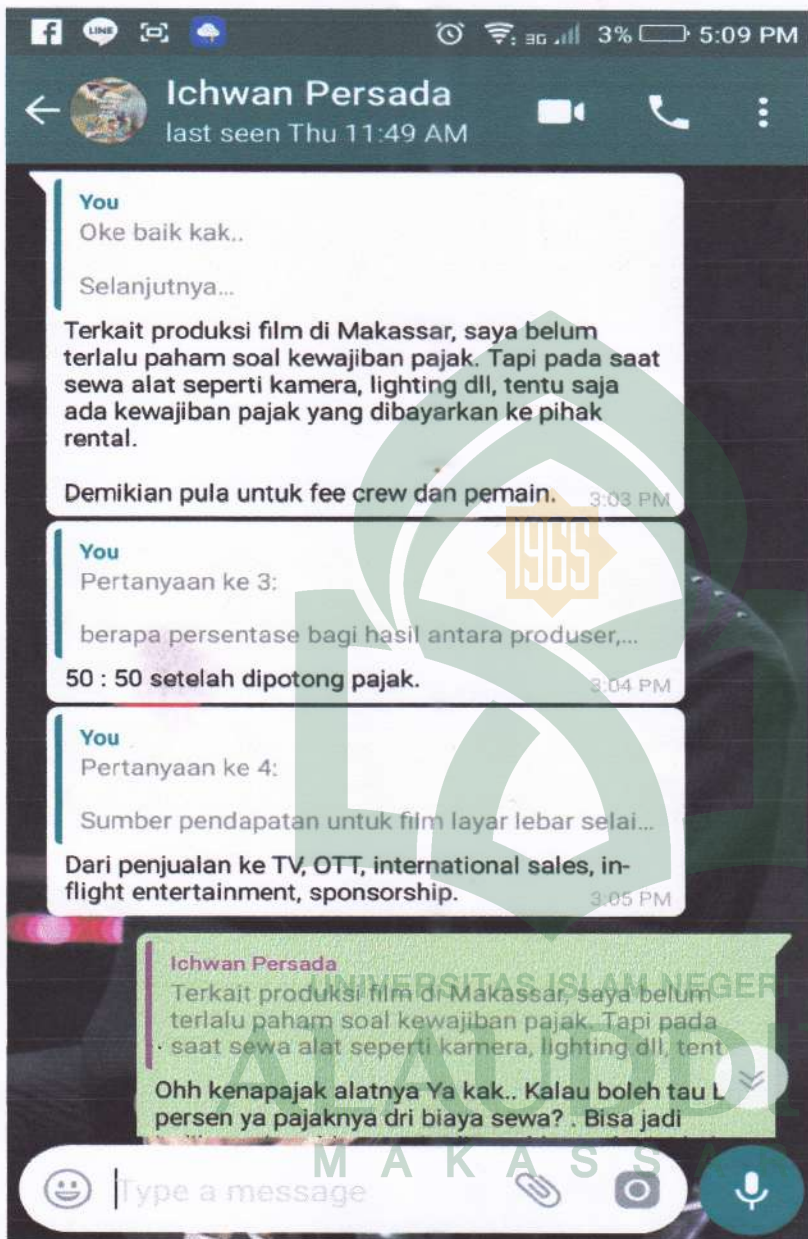 3G 3% 5:09 PM
Ichwan Persada
last seen Thu 11:49 AM
You
Oke baik kak..
Selanjutnya...
Terkait produksi film di Makassar, saya belum
terlalu paham soal kewajiban pajak. Tapi pada saat
sewa alat seperti kamera, lighting dll, tentu saja
ada kewajiban pajak yang dibayarkan ke pihak
rental.
Demikian pula untuk fee crew dan pemain. 3:03 PM
1965
You
Pertanyaan ke 3:
berapa persentase bagi hasil antara produser,...
50 : 50 setelah dipotong pajak. 3:04 PM
You
Pertanyaan ke 4:
Sumber pendapatan untuk film layar lebar selai...
Dari penjualan ke TV, OTT, international sales, in-
flight entertainment, sponsorship. 3:05 PM
Ichwan Persada
UNIVERSITAS ISLAM NEGERI
Terkait produksi film di Makassar, saya belum
terlalu paham soal kewajiban pajak. Tapi pada
saat sewa alat seperti kamera, lighting dll, tent
ALAUDDI
Ohh kenapajak alatnya Ya kak.. Kalau boleh tau
persen ya pajaknya dri biaya sewa? . Bisa jadi
MAKASSAR
Type a message